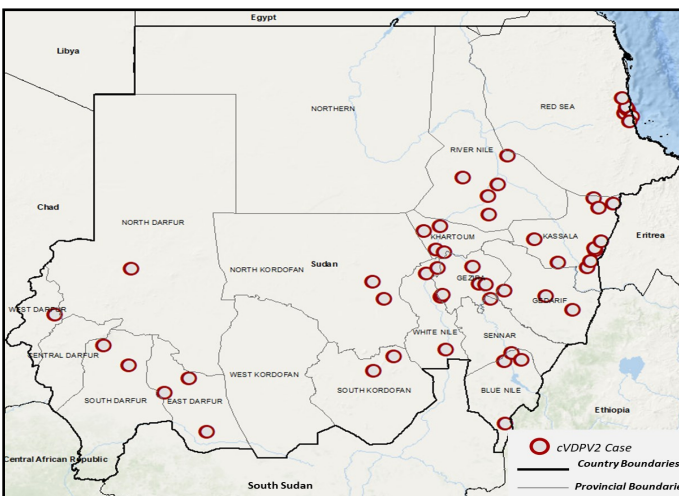 Egypt
Libya
NORTHERN
RED SEA
RIVER NILE
Chad
NORTH DARFUR
KHARTOUM
KASSALA
Eritrea
Sudan
NORTH KORDOFAN
GEZIRA
GEDARIF
WEST DARFUR
WHITE NILE
SENNAR
CENTRAL DARFUR
WEST KORDOFAN
SOUTH KORDOFAN
BLUE NILE
SOUTH DARFUR
EAST DARFUR
Ethiopia
cVDPV2 Case
Central African Republic
Country Boundaries
South Sudan
Provincial Boundarie